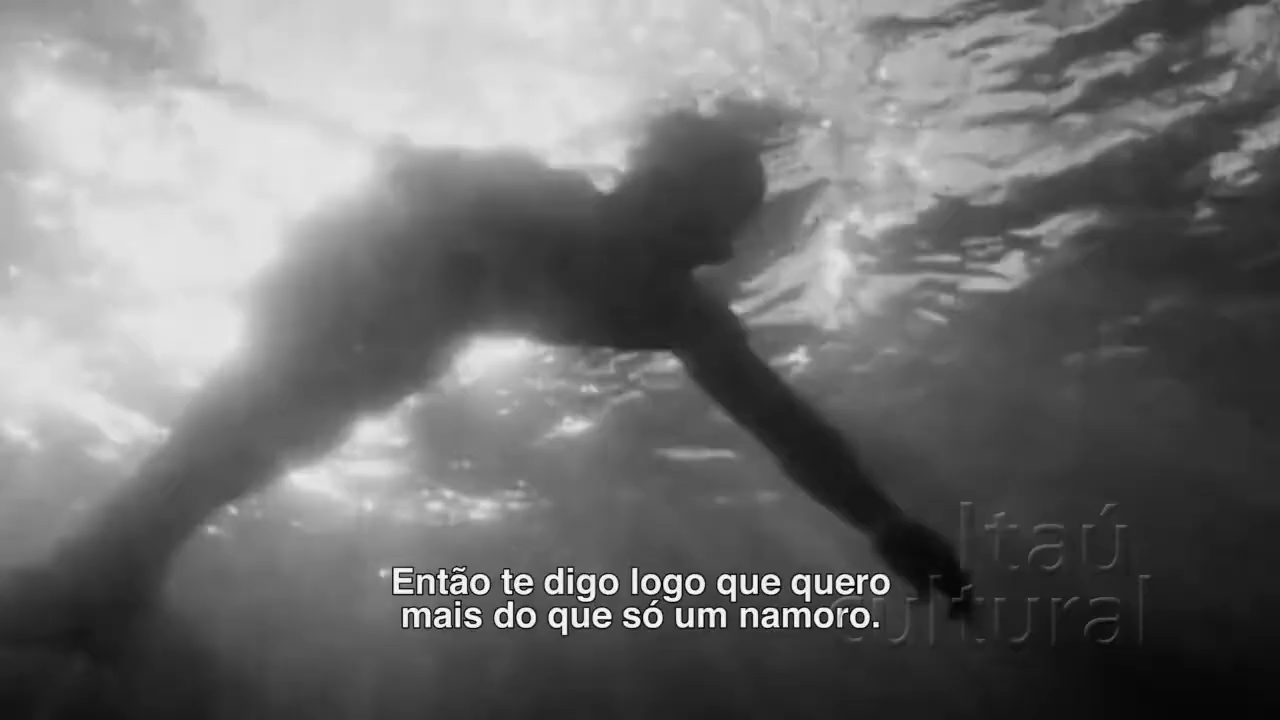 Itaú
cultural
Então te digo logo que quero
mais do que só um namoro.